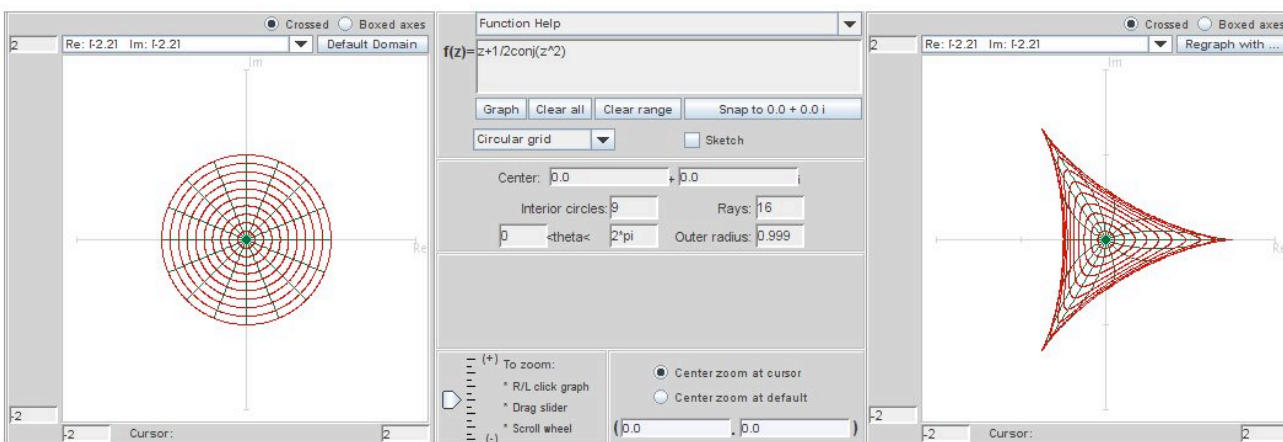 Crossed Boxed axes
2 Re: [-2.2] Im: [-2.2] Default Domain
Im
Re
-2
-2 Cursor: 2
Function Help
f(z)= z+1/2conj(z^2)
Graph Clear all Clear range Snap to 0.0 + 0.0 i
Circular grid Sketch
Center: 0.0 + 0.0 i
Interior circles: 9 Rays: 16
0 <theta< 2*pi Outer radius: 0.999
(+) To zoom:
* R/L click graph
* Drag slider
* Scroll wheel
(-)
Center zoom at cursor
Center zoom at default
( 0.0 , 0.0 )
Crossed Boxed axes
2 Re: [-2.2] Im: [-2.2] Regraph with ...
Im
Re
-2
-2 Cursor: 2